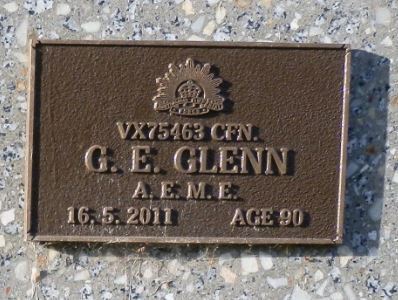 VX75463 CFN.
G. E. GLENN
A. E. M. E.
16. 5. 2011 AGE 90